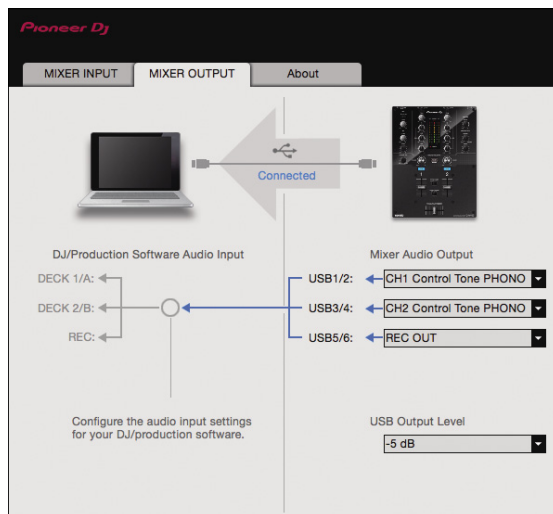 Pioneer Dj
MIXER INPUT
MIXER OUTPUT
About
Connected
DJ/Production Software Audio Input
Mixer Audio Output
DECK 1/A:
DECK 2/B:
REC:
USB1/2:
CH1 Control Tone PHONO
USB3/4:
CH2 Control Tone PHONO
USB5/6:
REC OUT
Configure the audio input settings
for your DJ/production software.
USB Output Level
-5 dB